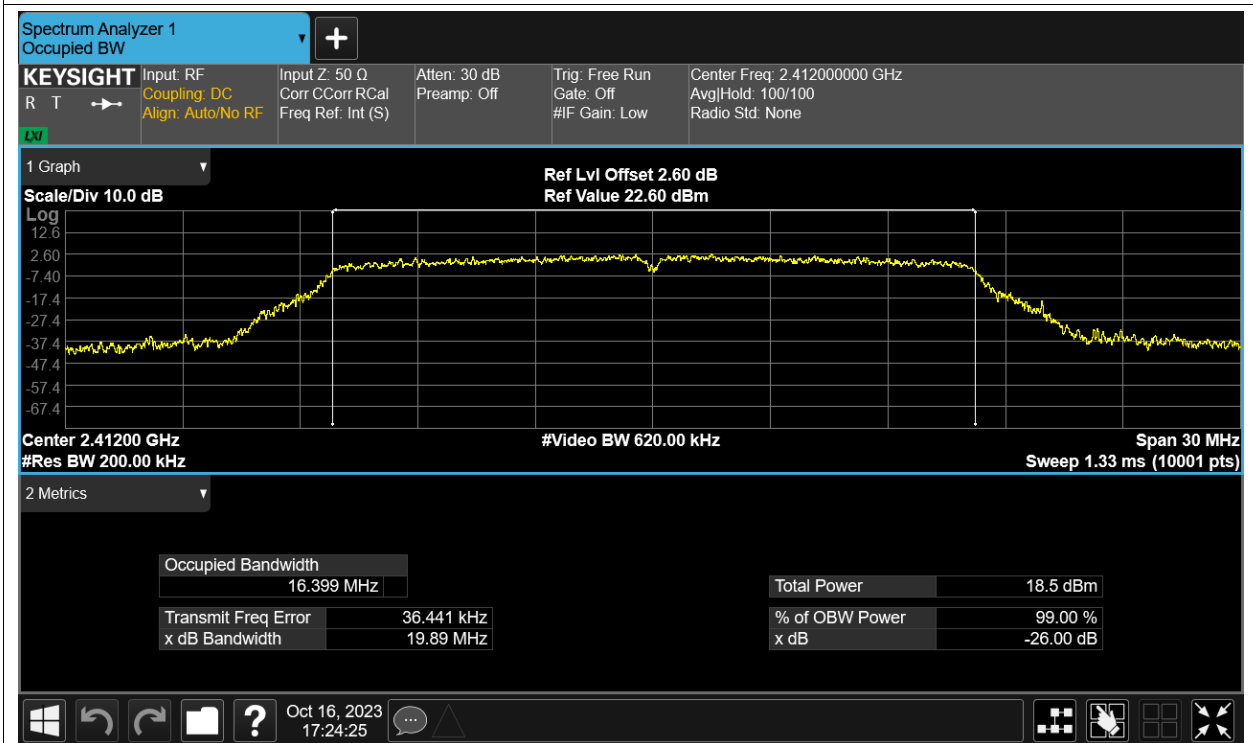 Spectrum Analyzer 1
Occupied BW
KEYSIGHT
R T
LXI
Input: RF
Coupling: DC
Align: Auto/No RF
Input Z: 50 Ω
Corr CCorr RCal
Freq Ref: Int (S)
Atten: 30 dB
Preamp: Off
Trig: Free Run
Gate: Off
#IF Gain: Low
Center Freq: 2.412000000 GHz
Avg|Hold: 100/100
Radio Std: None
1 Graph
Scale/Div 10.0 dB
Ref Lvl Offset 2.60 dB
Ref Value 22.60 dBm
Log
12.6
2.60
-7.40
-17.4
-27.4
-37.4
-47.4
-57.4
-67.4
Center 2.41200 GHz
#Video BW 620.00 kHz
Span 30 MHz
#Res BW 200.00 kHz
Sweep 1.33 ms (10001 pts)
2 Metrics
Occupied Bandwidth
16.399 MHz
Total Power 18.5 dBm
Transmit Freq Error 36.441 kHz
% of OBW Power 99.00 %
x dB Bandwidth 19.89 MHz
x dB -26.00 dB
?
Oct 16, 2023
17:24:25